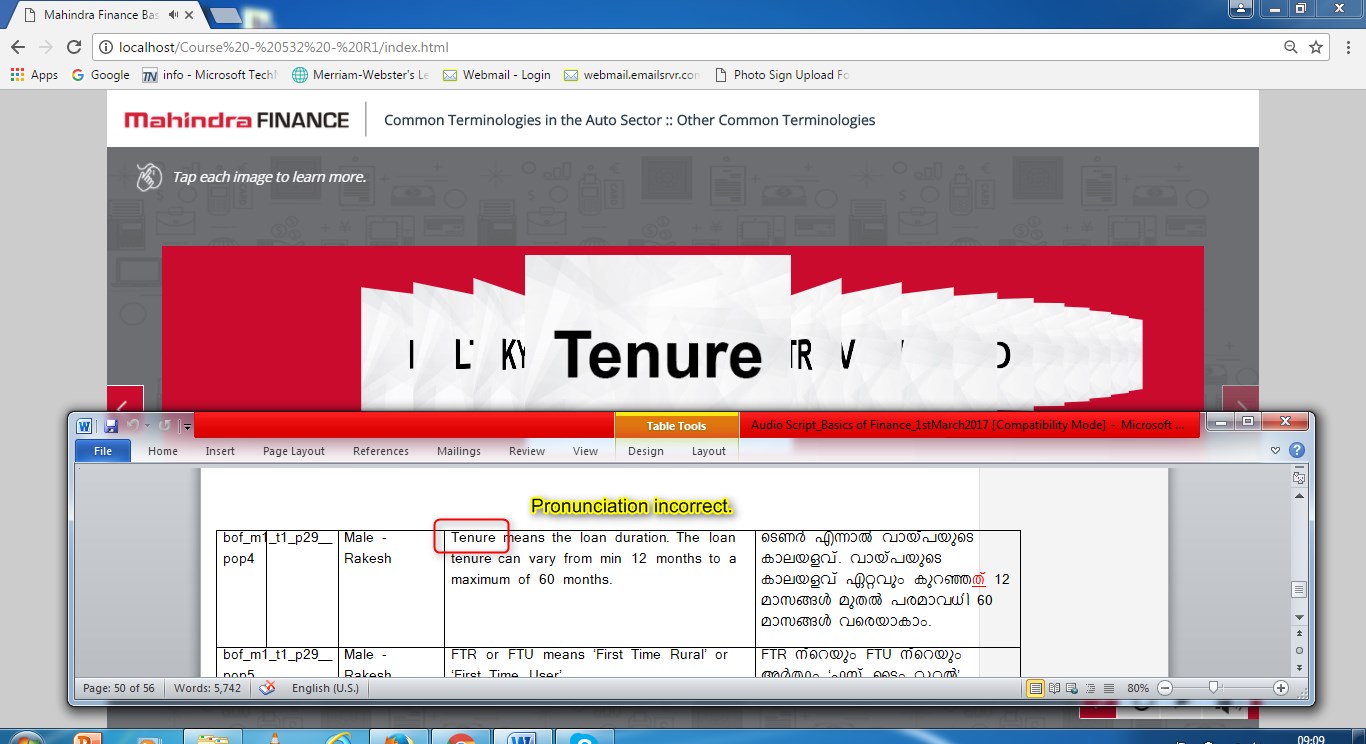 Mahindra Finance Bas
localhost/Course%20-%20532%20-%20R1/index.html
Apps Google info - Microsoft Tech Merriam-Webster's Le Webmail - Login webmail.emailsrvr.con Photo Sign Upload Fo
Mahindra FINANCE Common Terminologies in the Auto Sector :: Other Common Terminologies
Tap each image to learn more.
KY Tenure TR V
Table Tools Audio Script_Basics of Finance_1stMarch2017 [Compatibility Mode] - Microsoft ...
File Home Insert Page Layout References Mailings Review View Design Layout
Pronunciation incorrect.
bof_m1_t1_p29__
pop4
Male -
Rakesh
Tenure means the loan duration. The loan
tenure can vary from min 12 months to a
maximum of 60 months.
ടെണർ എന്നാൽ വായ്പയുടെ
കാലയളവ്. വായ്പയുടെ
കാലയളവ് ഏറ്റവും കുറഞ്ഞത് 12
മാസങ്ങൾ മുതൽ പരമാവധി 60
മാസങ്ങൾ വരെയാകാം.
bof_m1_t1_p29__
pop5
Male -
Rakesh
FTR or FTU means ‘First Time Rural’ or
‘First Time User’
FTR ന്റെയും FTU ന്റെയും
Page: 50 of 56 Words: 5,742 English (U.S.) 80%
09:09